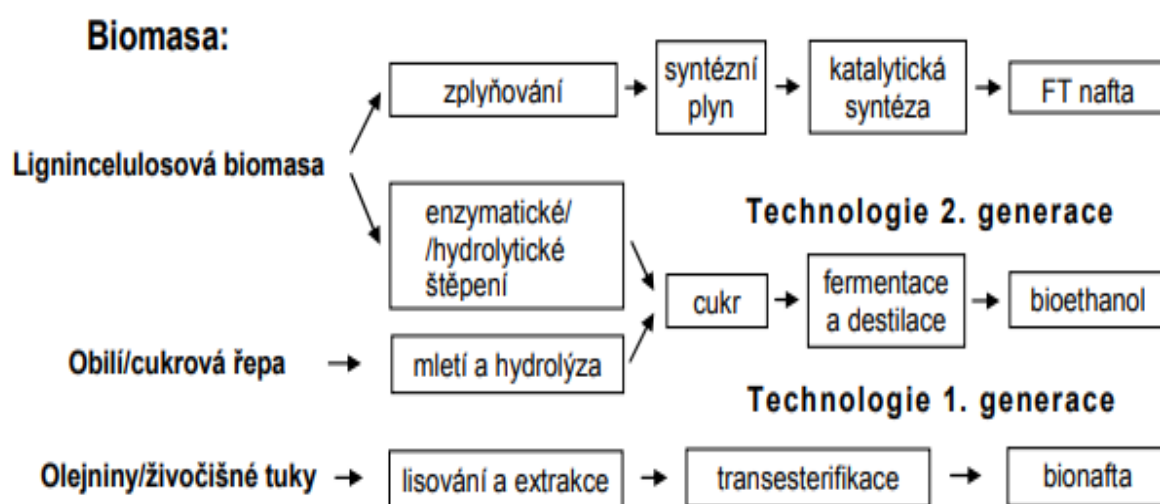 Biomasa:
zplyňování
syntézní
plyn
katalytická
syntéza
FT nafta
Lignincelulosová biomasa
enzymatické/
/hydrolytické
štěpení
Technologie 2. generace
cukr
fermentace
a destilace
bioethanol
Obilí/cukrová řepa
mletí a hydrolýza
Technologie 1. generace
Olejniny/živočišné tuky
lisování a extrakce
transesterifikace
bionafta